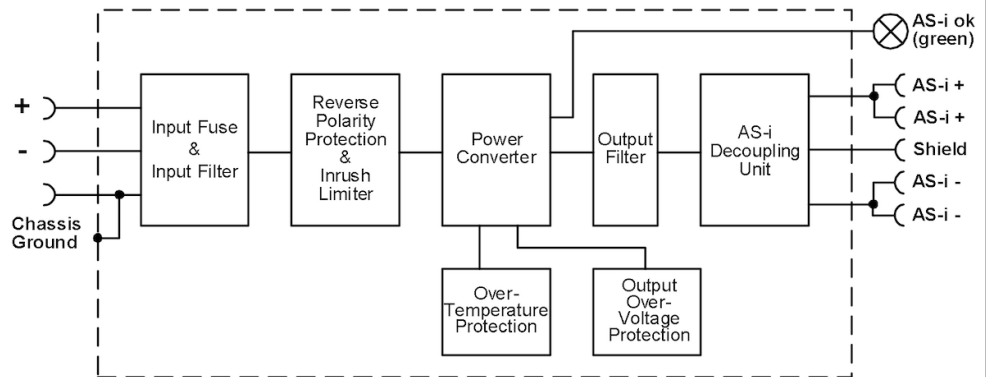 +
-
Chassis
Ground
Input Fuse
&
Input Filter
Reverse
Polarity
Protection
&
Inrush
Limiter
Power
Converter
Output
Filter
AS-i
Decoupling
Unit
Over-
Temperature
Protection
Output
Over-
Voltage
Protection
AS-i ok
(green)
AS-i +
AS-i +
Shield
AS-i -
AS-i -